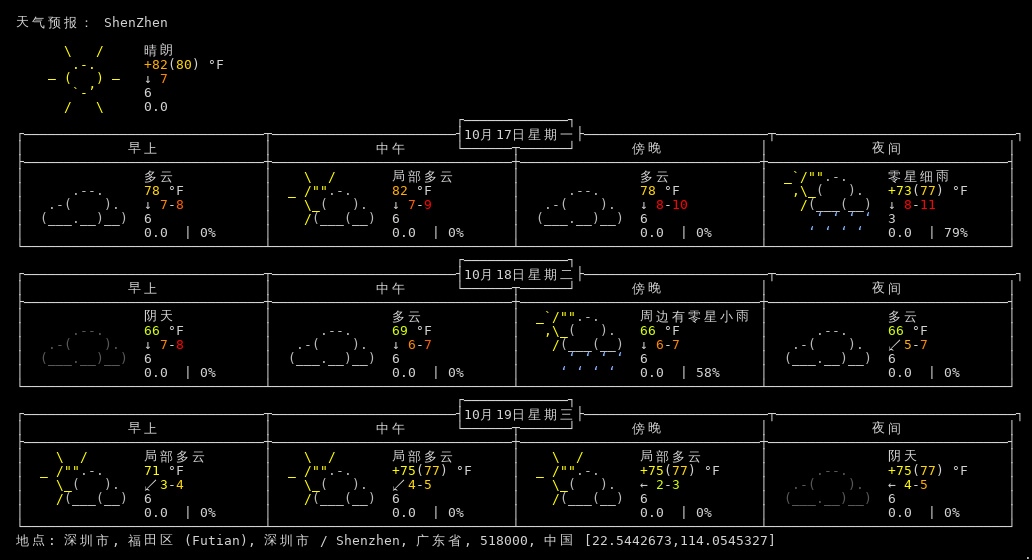 天气预报： ShenZhen
晴朗
+82(80) °F
↓ 7
6
0.0
10月17日星期一
早上 中午 傍晚 夜间
多云 局部多云 多云 零星细雨
78 °F 82 °F 78 °F +73(77) °F
↓ 7-8 ↓ 7-9 ↓ 8-10 ↓ 8-11
6 6 6 3
0.0 | 0% 0.0 | 0% 0.0 | 0% 0.0 | 79%
10月18日星期二
早上 中午 傍晚 夜间
阴天 多云 周边有零星小雨 多云
66 °F 69 °F 66 °F 66 °F
↓ 7-8 ↓ 6-7 ↓ 6-7 ↙ 5-7
6 6 6 6
0.0 | 0% 0.0 | 0% 0.0 | 58% 0.0 | 0%
10月19日星期三
早上 中午 傍晚 夜间
局部多云 局部多云 局部多云 阴天
71 °F +75(77) °F +75(77) °F +75(77) °F
↙ 3-4 ↙ 4-5 ← 2-3 ← 4-5
6 6 6 6
0.0 | 0% 0.0 | 0% 0.0 | 0% 0.0 | 0%
地点: 深圳市, 福田区 (Futian), 深圳市 / Shenzhen, 广东省, 518000, 中国 [22.5442673,114.0545327]